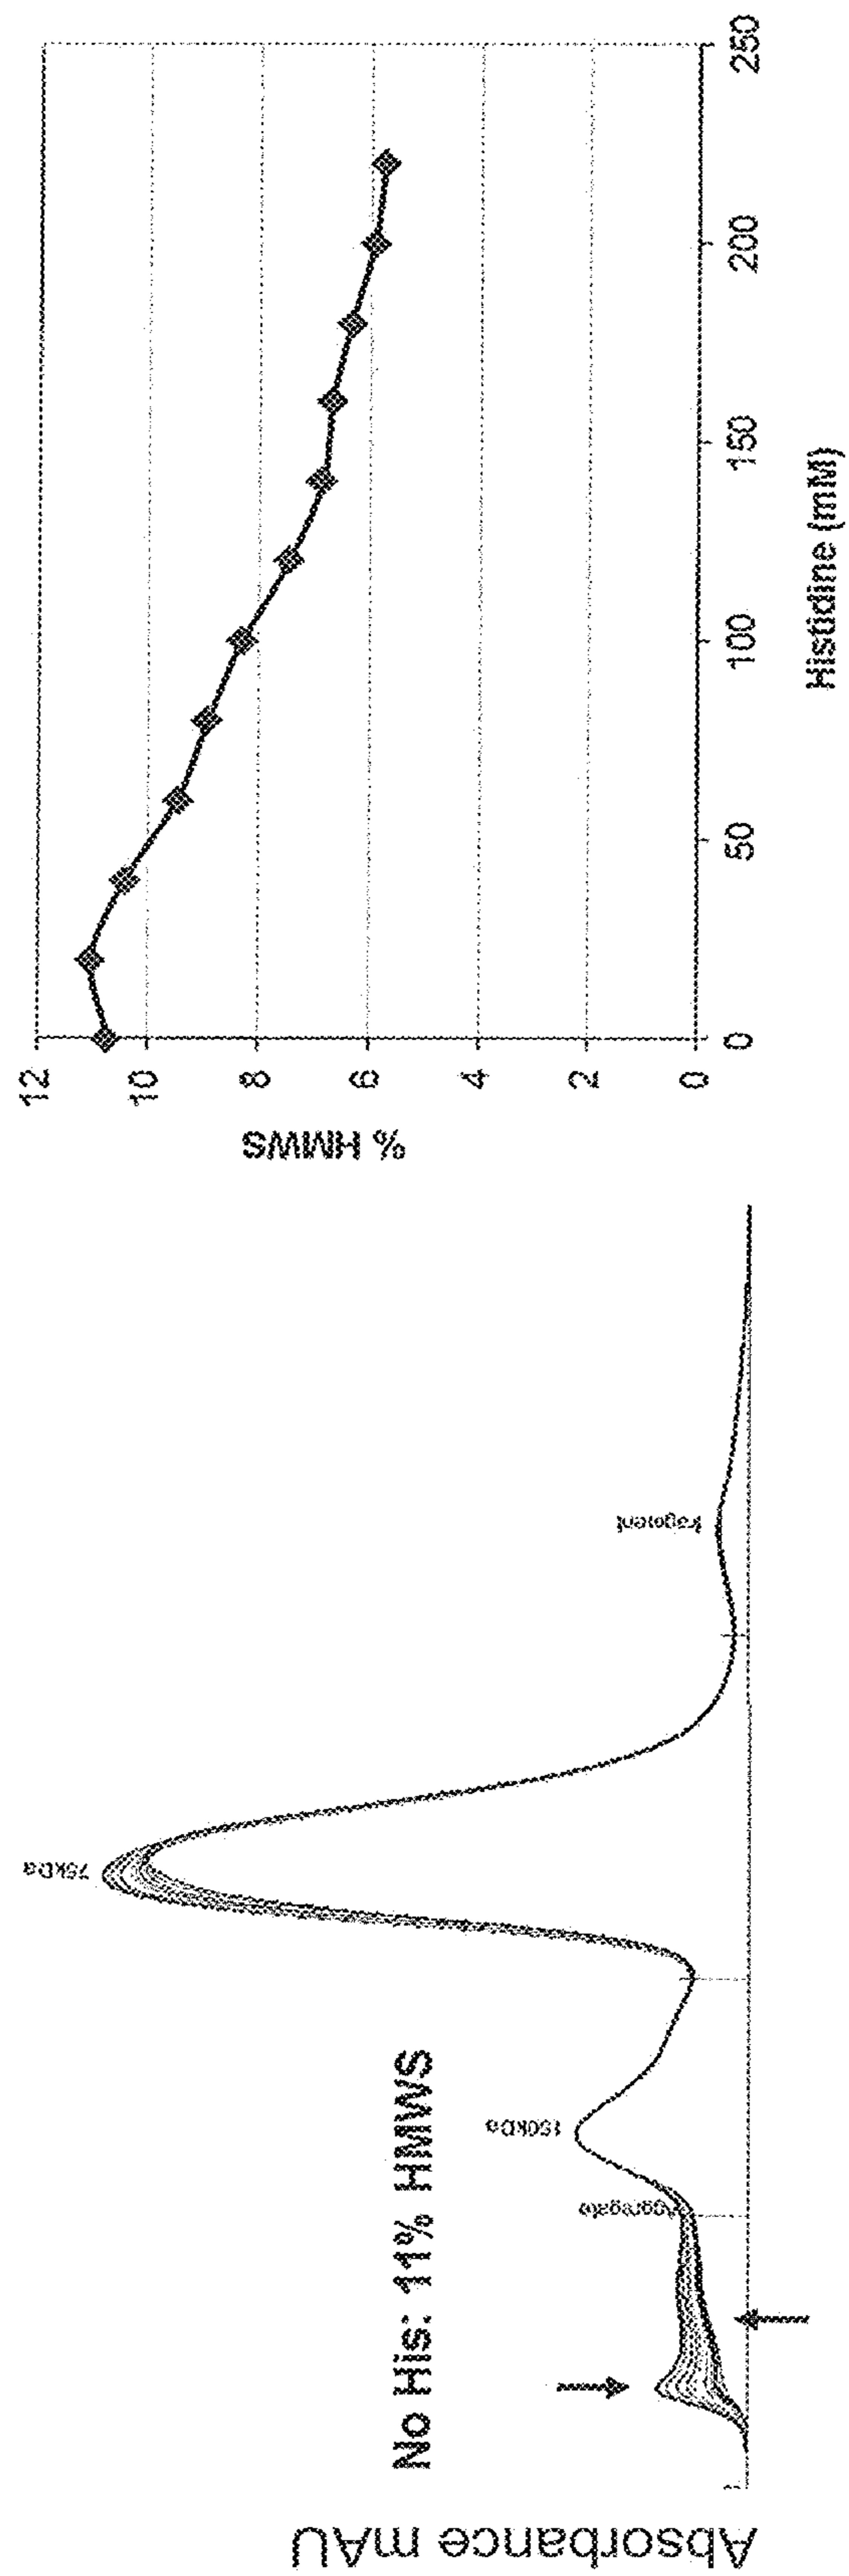 Absorbance mAU
No His: 11% HMWS
Aggregate
150kDa
75kDa
fragment
% HMWS
12
10
8
6
4
2
0
0
50
100
150
200
250
Histidine (mM)